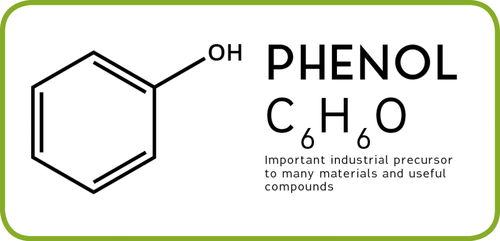 OH
PHENOL
C6H6O
Important industrial precursor
to many materials and useful
compounds